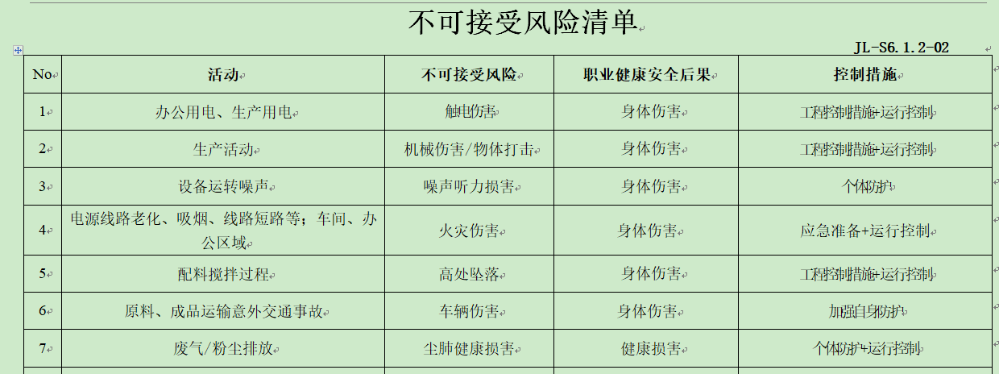 不可接受风险清单
JL-S6.1.2-02
No 活动 不可接受风险 职业健康安全后果 控制措施
1 办公用电、生产用电 触电伤害 身体伤害 工程控制措施+运行控制
2 生产活动 机械伤害/物体打击 身体伤害 工程控制措施+运行控制
3 设备运转噪声 噪声听力损害 身体伤害 个体防护
4 电源线路老化、吸烟、线路短路等；车间、办 火灾伤害 身体伤害 应急准备+运行控制
公区域
5 配料搅拌过程 高处坠落 身体伤害 工程控制措施+运行控制
6 原料、成品运输意外交通事故 车辆伤害 身体伤害 加强自身防护
7 废气/粉尘排放 尘肺健康损害 健康损害 个体防护+运行控制